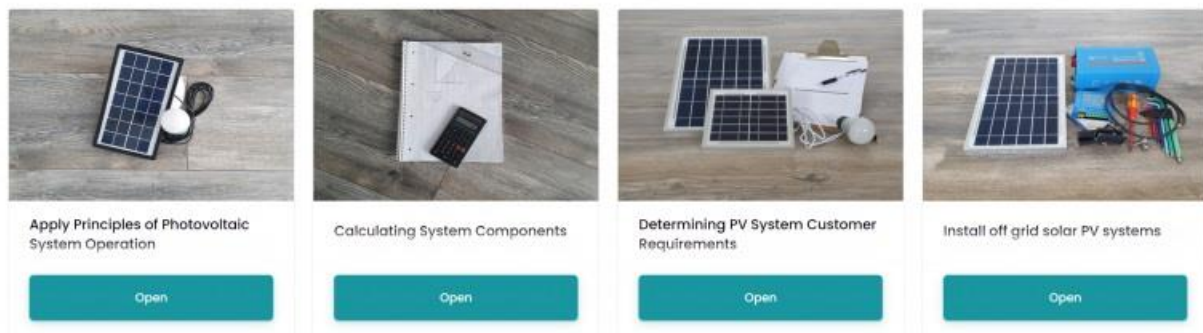 Apply Principles of Photovoltaic
System Operation
Calculating System Components
Determining PV System Customer
Requirements
Install off grid solar PV systems
Open
Open
Open
Open